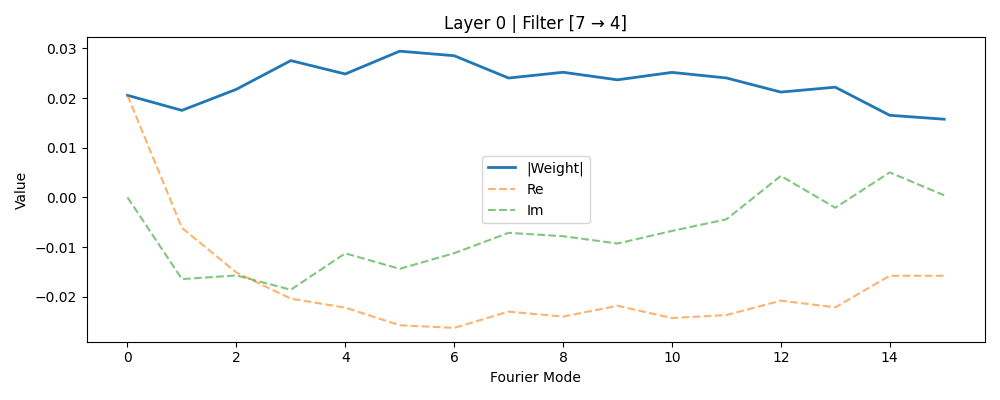 Layer 0 | Filter [7 → 4]
0.03
0.02
0.01
0.00
−0.01
−0.02
Value
|Weight|
Re
Im
0 2 4 6 8 10 12 14
Fourier Mode